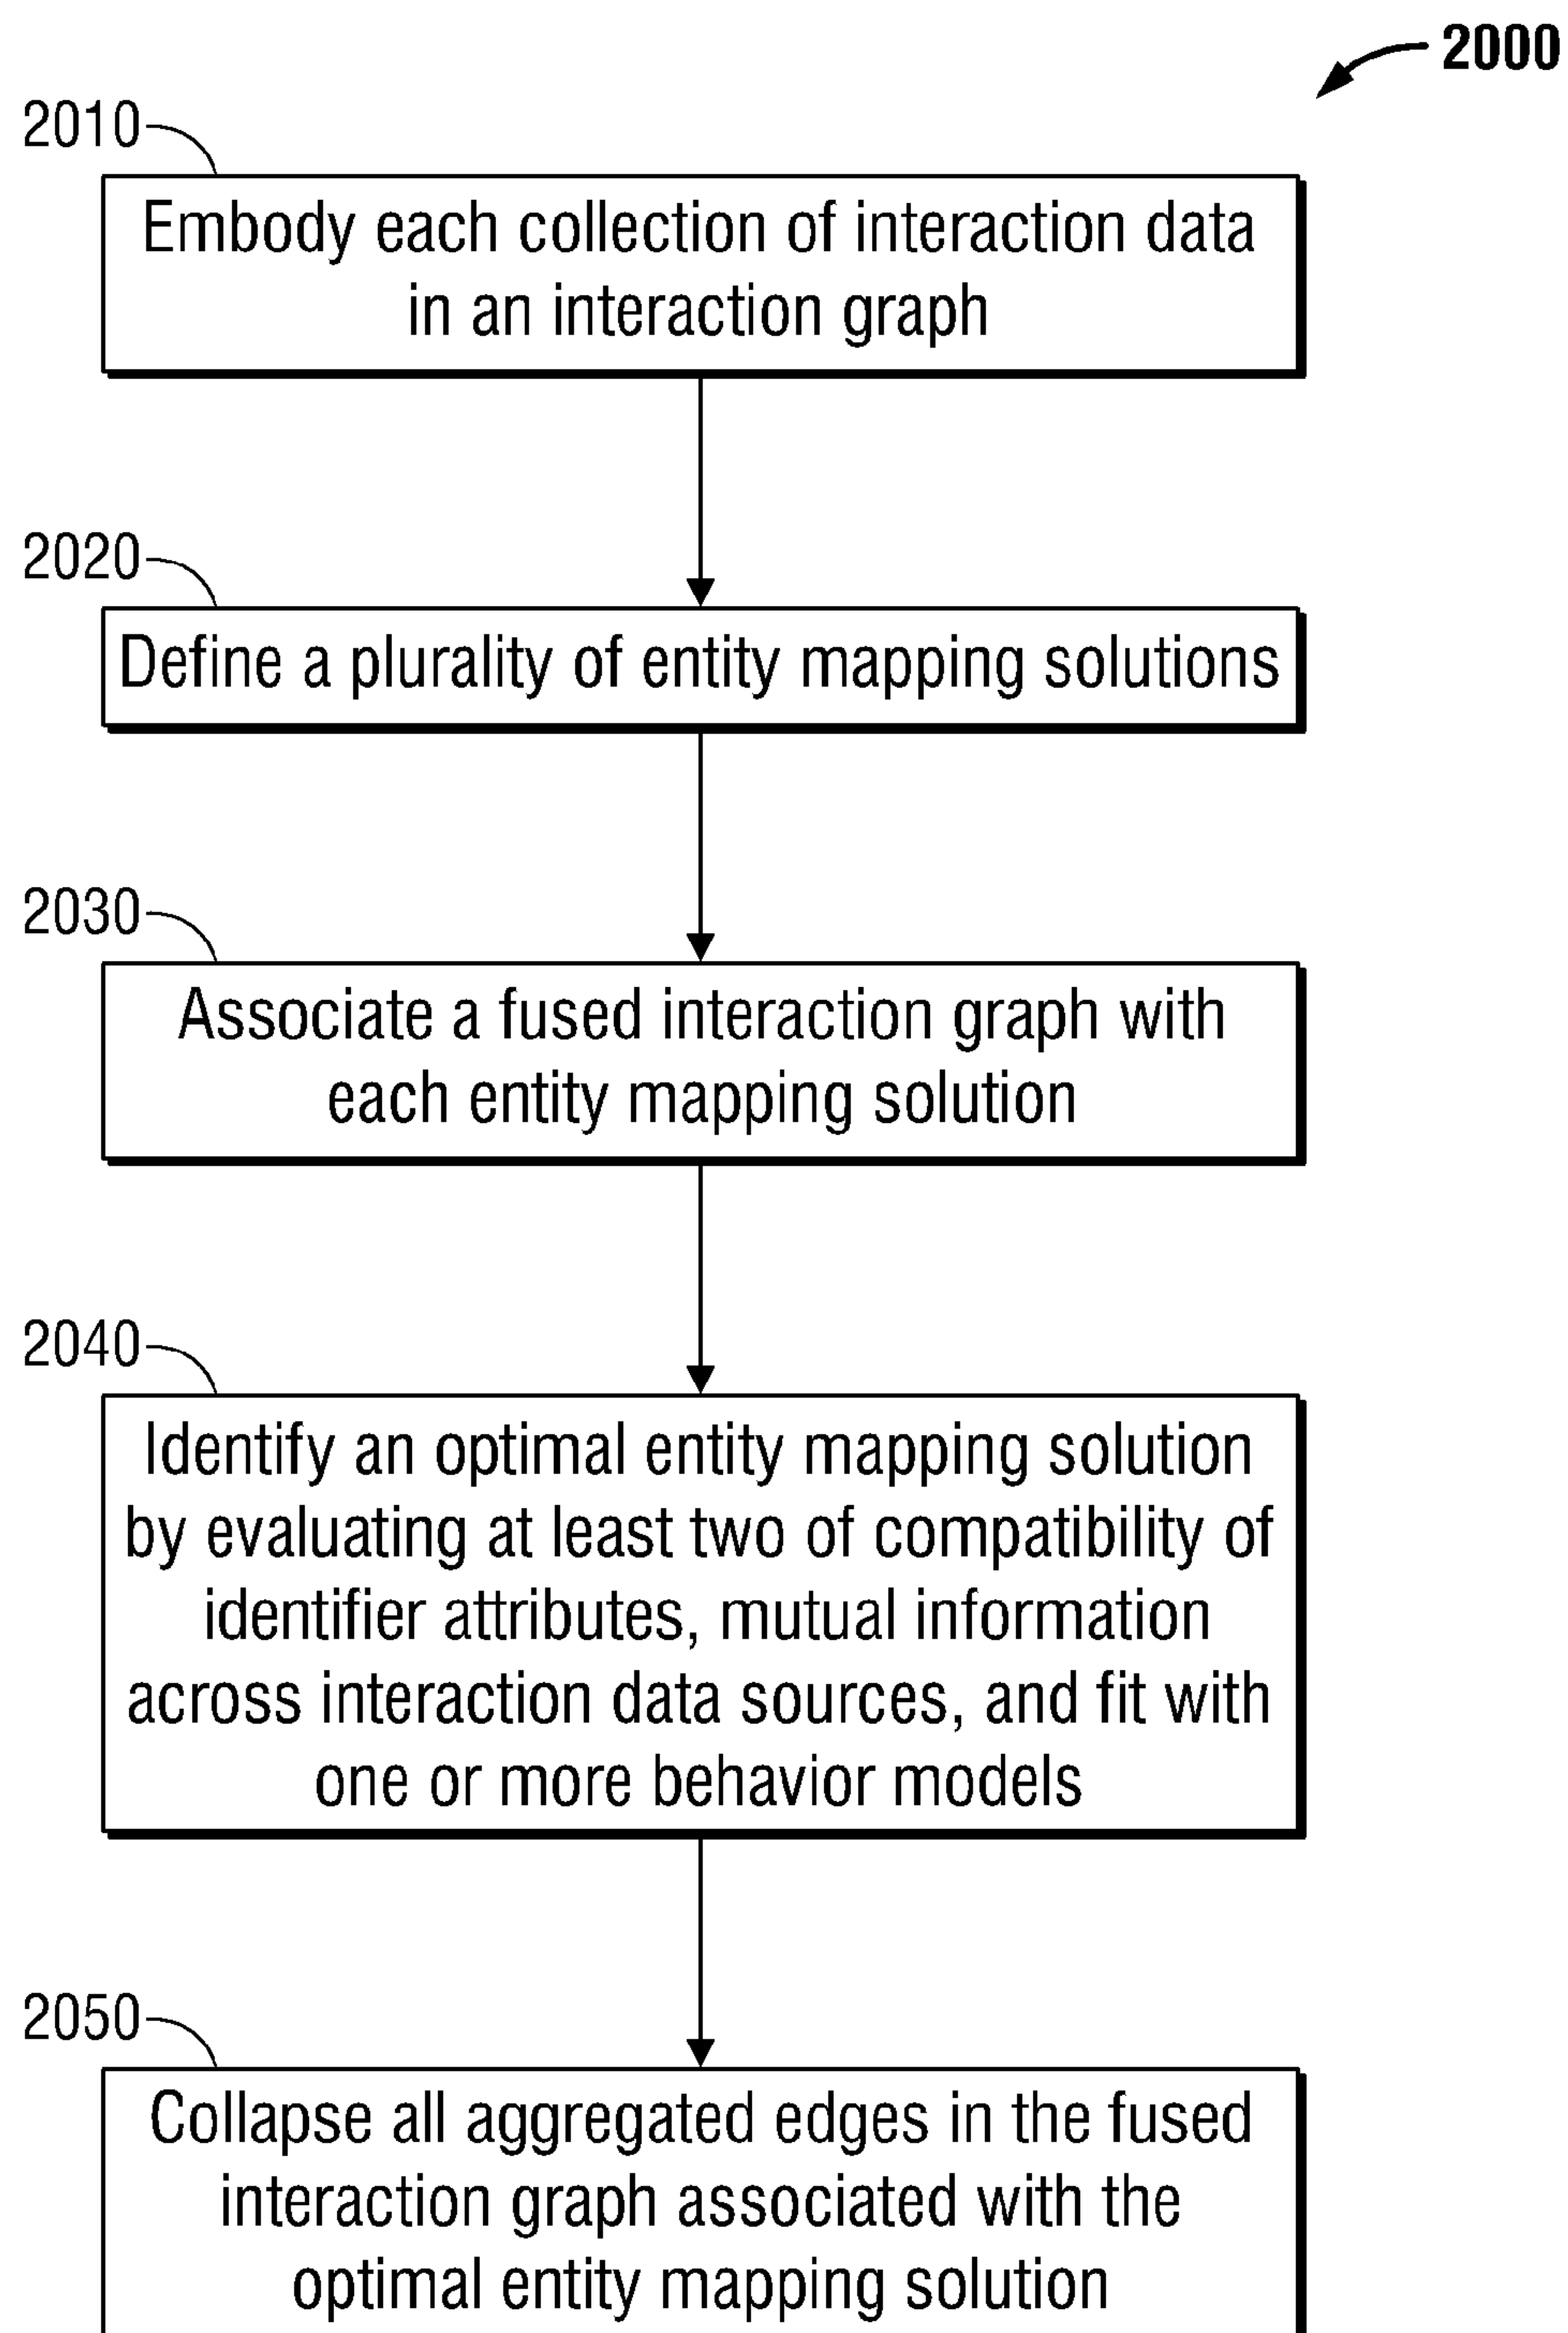 2000
2010
Embody each collection of interaction data
in an interaction graph
2020
Define a plurality of entity mapping solutions
2030
Associate a fused interaction graph with
each entity mapping solution
2040
Identify an optimal entity mapping solution
by evaluating at least two of compatibility of
identifier attributes, mutual information
across interaction data sources, and fit with
one or more behavior models
2050
Collapse all aggregated edges in the fused
interaction graph associated with the
optimal entity mapping solution